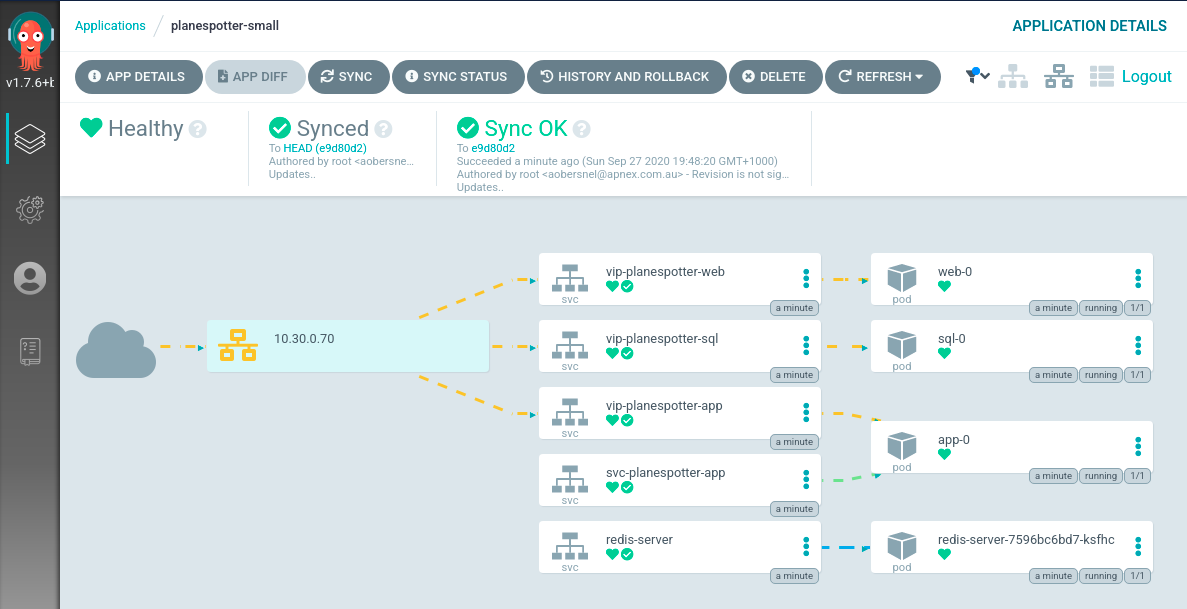 Applications / planespotter-small
APPLICATION DETAILS
v1.7.6+b
APP DETAILS
APP DIFF
SYNC
SYNC STATUS
HISTORY AND ROLLBACK
DELETE
REFRESH
Logout
Healthy
Synced
To HEAD (e9d80d2)
Authored by root <aobersne...
Updates..
Sync OK
To e9d80d2
Succeeded a minute ago (Sun Sep 27 2020 19:48:20 GMT+1000)
Authored by root <aobersnel@apnex.com.au> - Revision is not sig...
Updates..
10.30.0.70
vip-planespotter-web
svc
a minute
web-0
pod
a minute
running
1/1
vip-planespotter-sql
svc
a minute
sql-0
pod
a minute
running
1/1
vip-planespotter-app
svc
a minute
app-0
pod
a minute
running
1/1
svc-planespotter-app
svc
a minute
redis-server
svc
a minute
redis-server-7596bc6bd7-ksfhc
pod
a minute
running
1/1